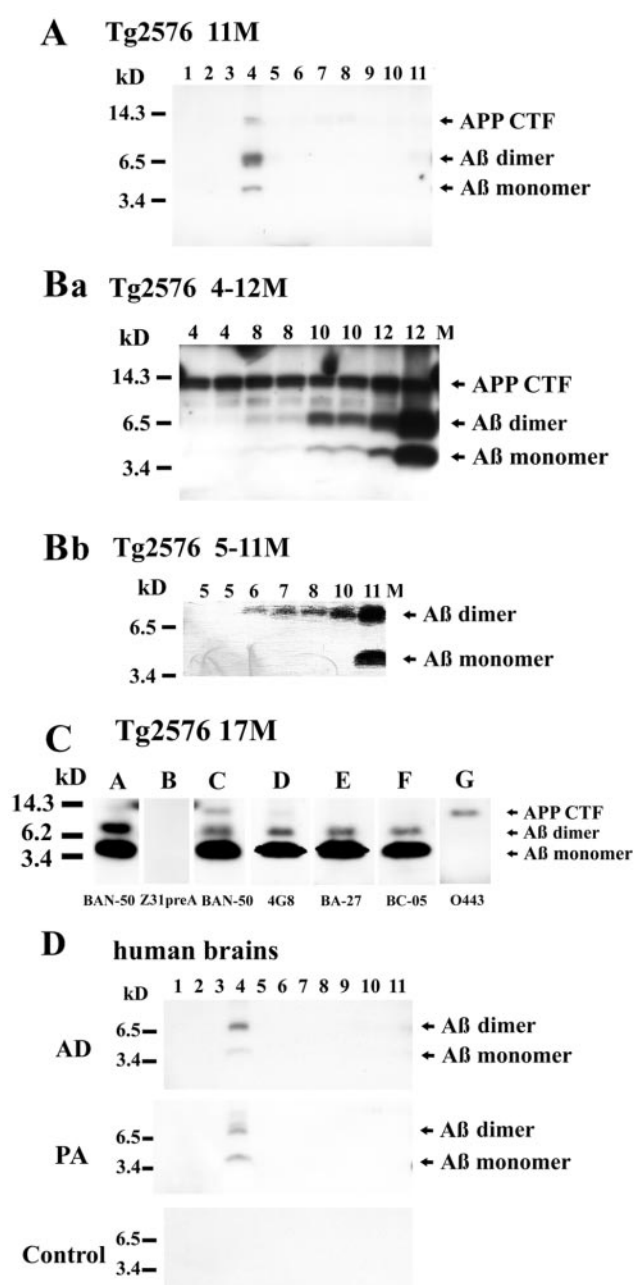 A Tg2576 11M
kD 1 2 3 4 5 6 7 8 9 10 11
14.3 APP CTF
6.5 Aß dimer
3.4 Aß monomer
Ba Tg2576 4-12M
kD 4 4 8 8 10 10 12 12 M
14.3 APP CTF
6.5 Aß dimer
3.4 Aß monomer
Bb Tg2576 5-11M
kD 5 5 6 7 8 10 11 M
6.5 Aß dimer
3.4 Aß monomer
C Tg2576 17M
kD A B C D E F G
14.3 APP CTF
6.2 Aß dimer
3.4 Aß monomer
BAN-50 Z31preA BAN-50 4G8 BA-27 BC-05 O443
D human brains
kD 1 2 3 4 5 6 7 8 9 10 11
AD 6.5 Aß dimer
3.4 Aß monomer
PA 6.5 Aß dimer
3.4 Aß monomer
Control 6.5
3.4